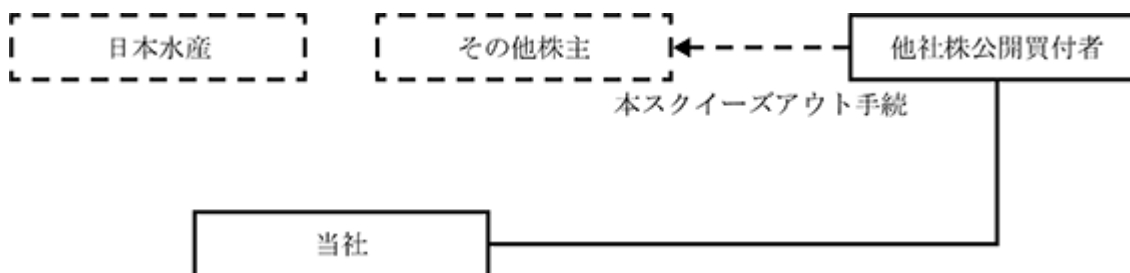 日本水産
その他株主
他社株公開買付者
本スクイーズアウト手続
当社